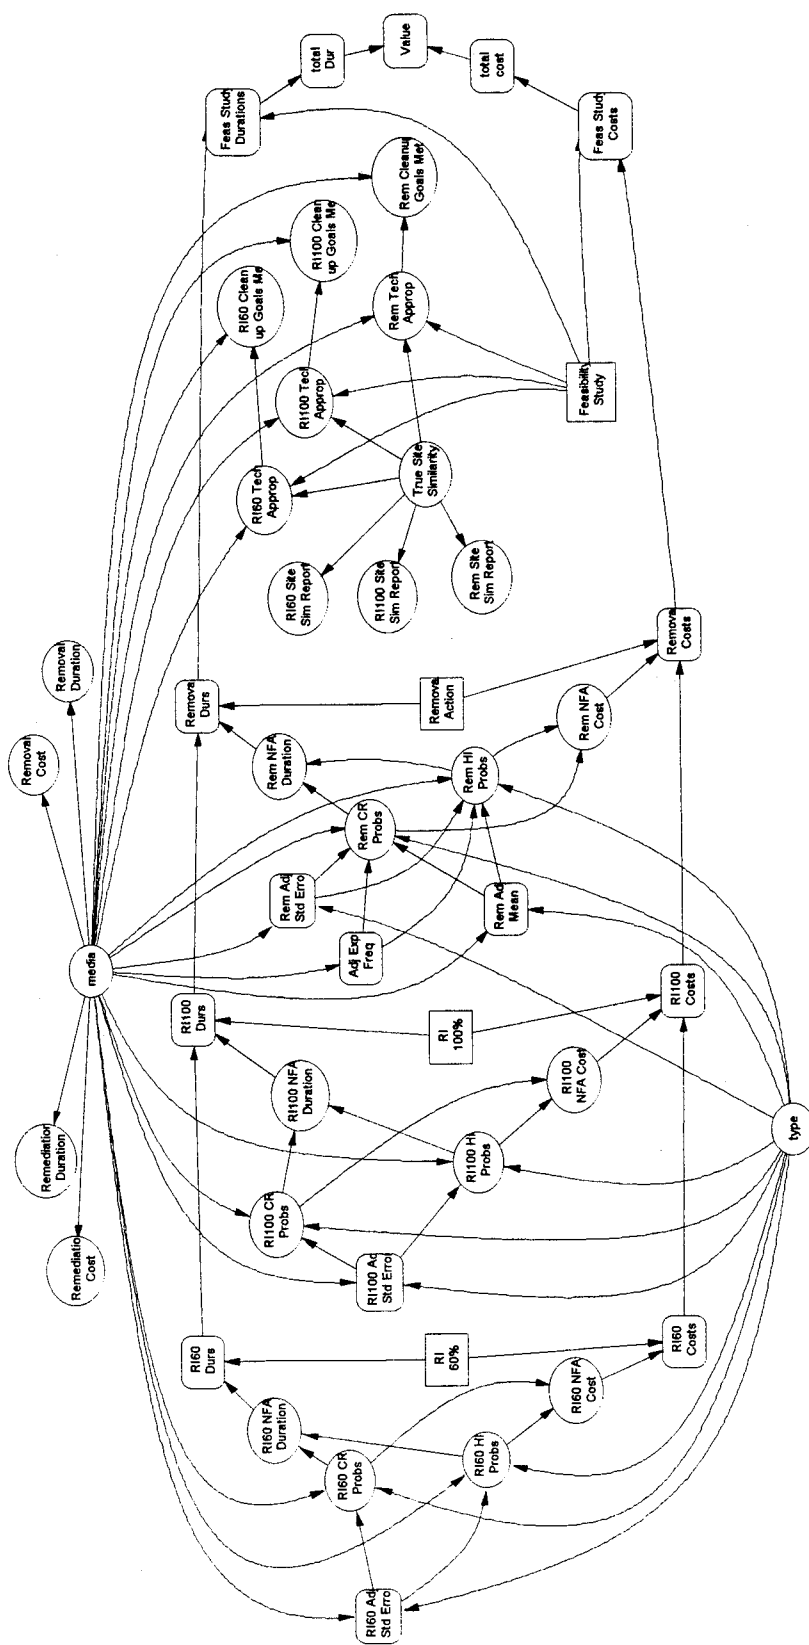 Remediatio
Cost
Remediation
Duration
Removal
Cost
Removal
Duration
media
RI60
Durs
RI100
Durs
Remova
Durs
Feas Stud
Durations
RI60 NFA
Duration
RI100 CR
Probs
RI100 NFA
Duration
Rem NFA
Duration
RI60 Tech
Approp
RI60 Clean
up Goals Me
total
Dur
RI60 CR
Probs
RI100 Ad
Std Error
Rem Ad
Std Erro
Adj Exp
Freq
Rem CR
Probs
RI60 Site
Sim Report
RI100 Tech
Approp
RI100 Clean
up Goals Me
RI60 Ad
Std Erro
RI100 Site
Sim Report
True Site
Similarity
Rem Tech
Approp
Rem Cleanu
Goals Met
Value
RI
60%
RI
100%
Removal
Action
RI60 HI
Probs
RI100 HI
Probs
Rem Ad
Mean
Rem HI
Probs
Rem Site
Sim Report
total
cost
RI60 NFA
Cost
RI100
NFA Cost
Rem NFA
Cost
Feasibility
Study
Feas Stud
Costs
RI60
Costs
RI100
Costs
Remova
Costs
type